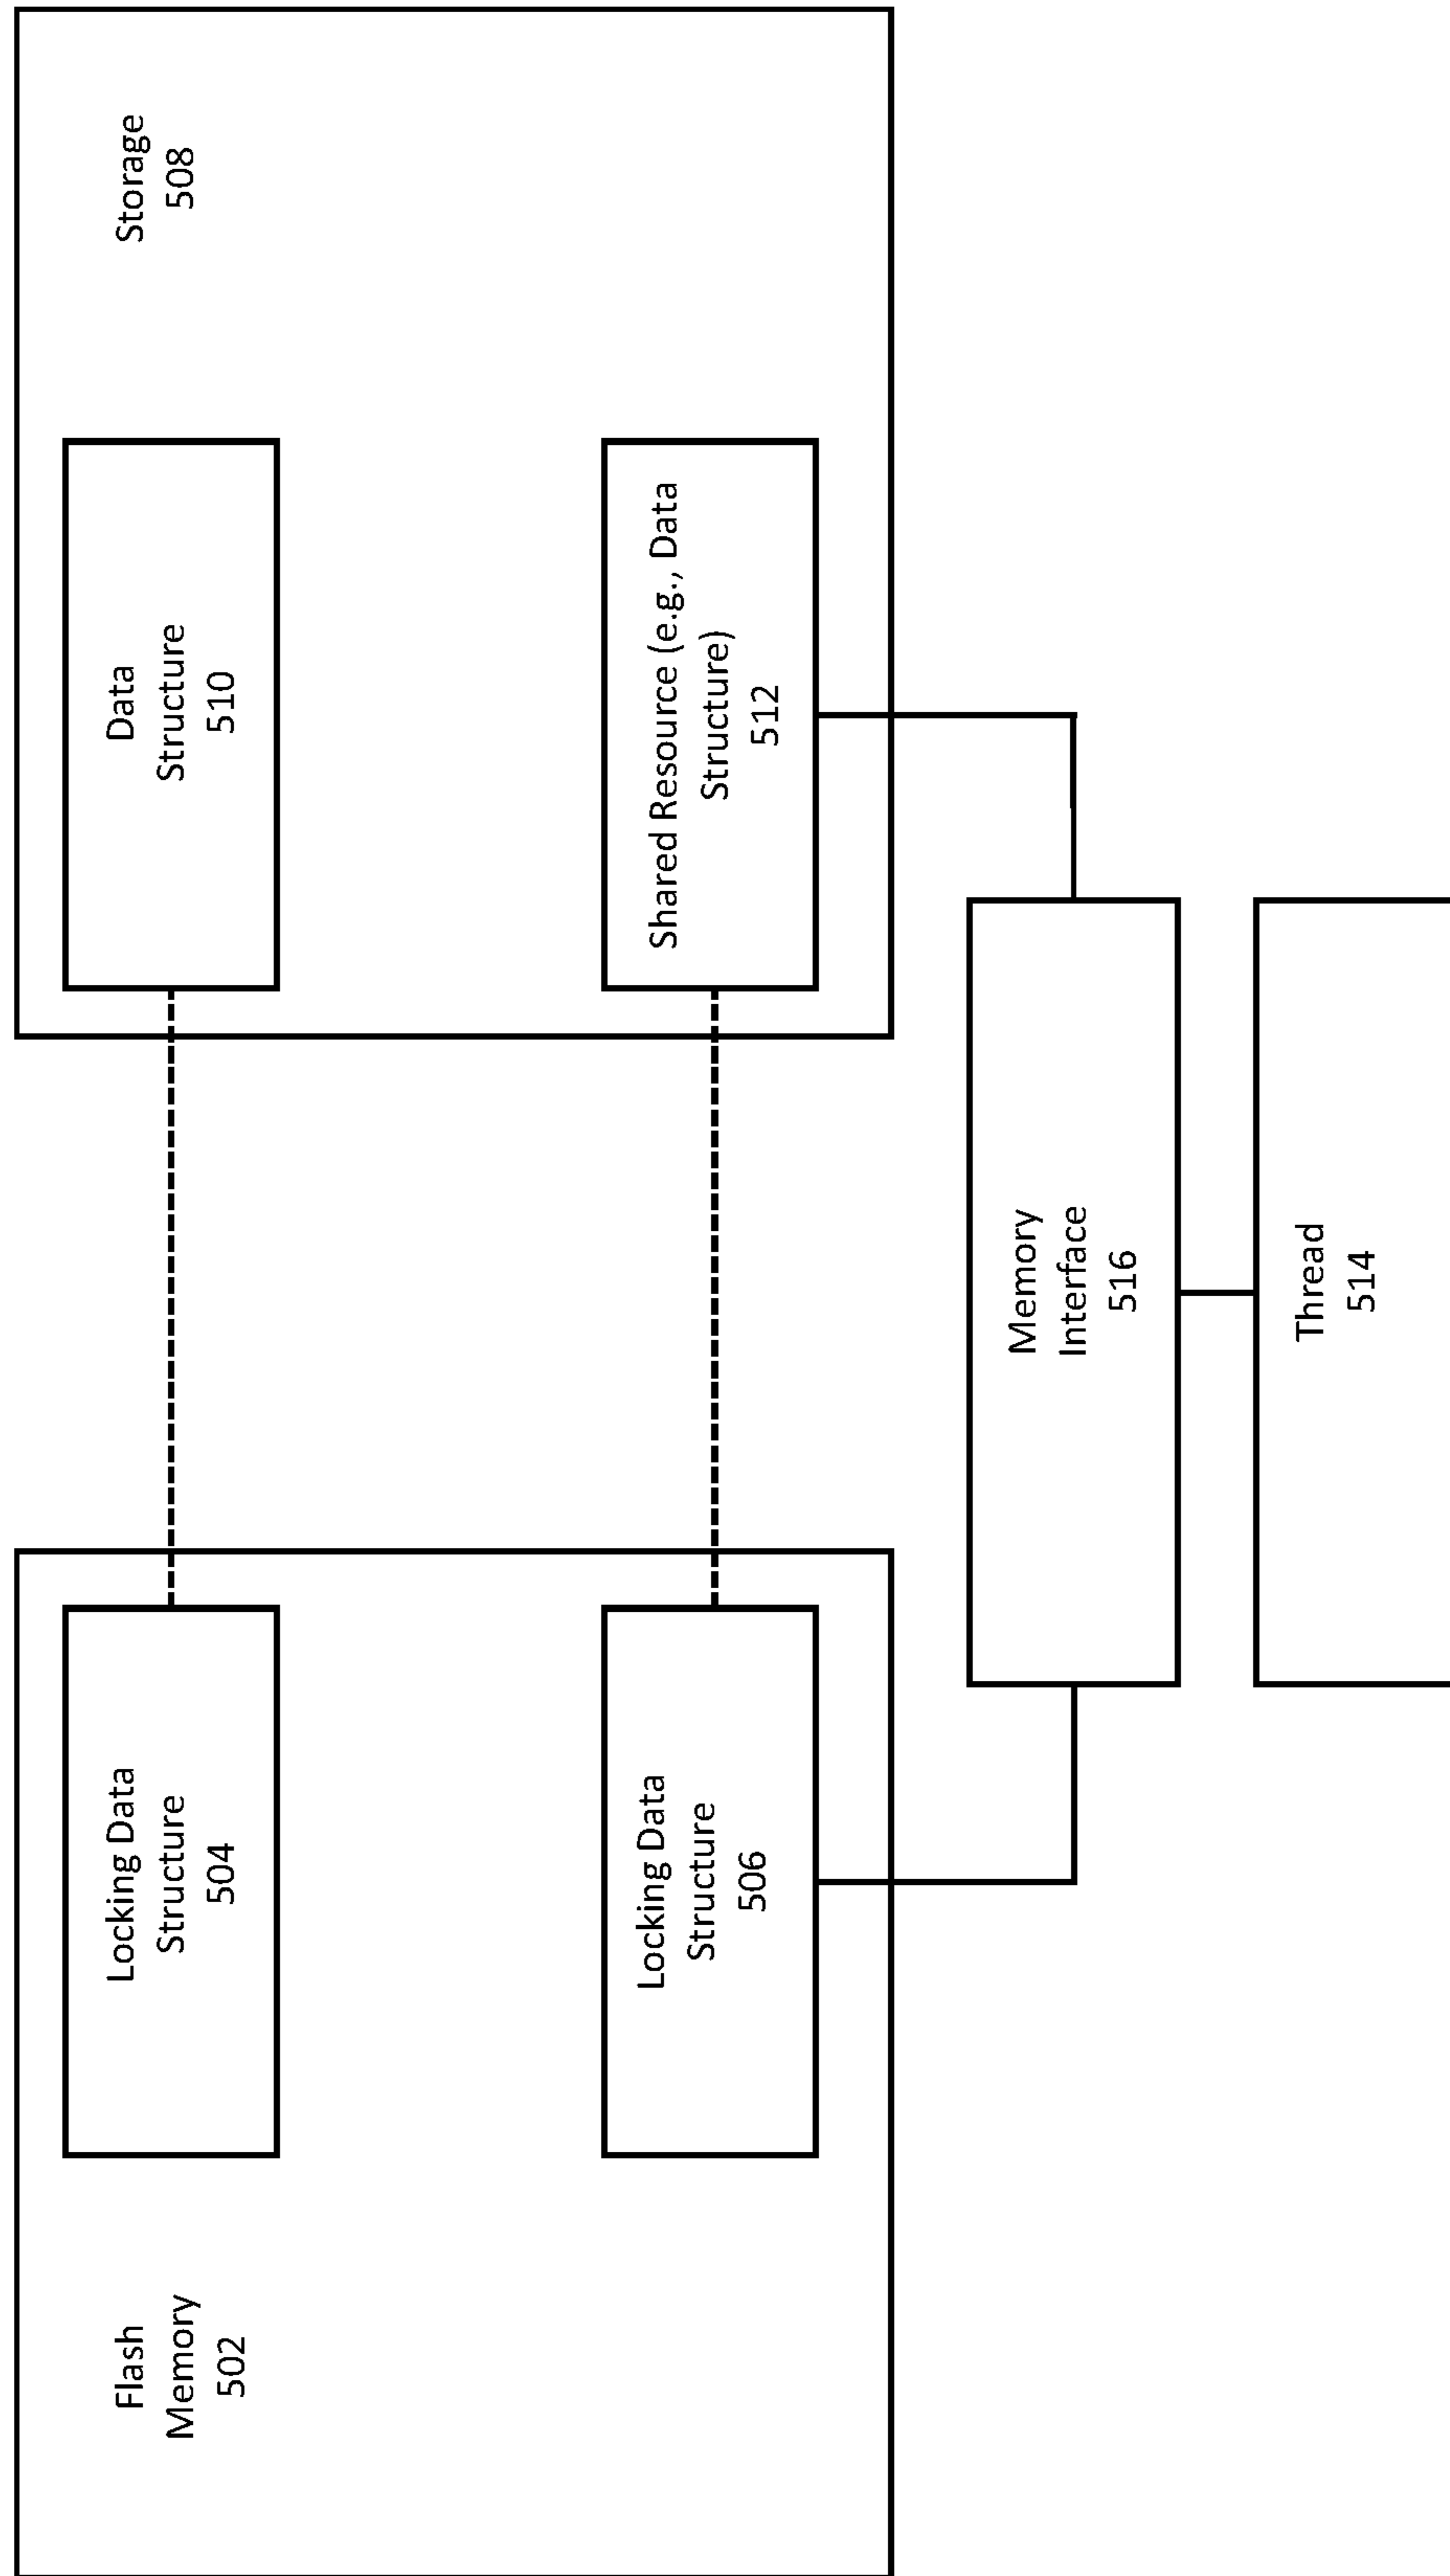 Flash
Memory
502
Locking Data
Structure
504
Locking Data
Structure
506
Storage
508
Data
Structure
510
Shared Resource (e.g., Data
Structure)
512
Memory
Interface
516
Thread
514